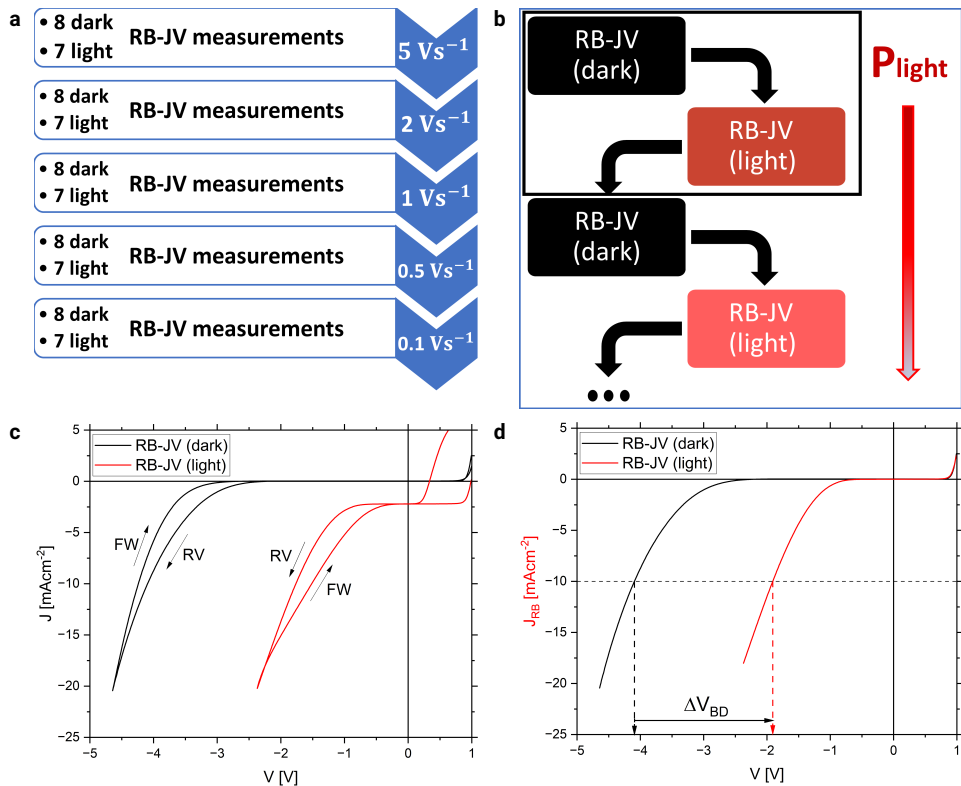 a
• 8 dark
• 7 light
RB-JV measurements
5 Vs⁻¹
• 8 dark
• 7 light
RB-JV measurements
2 Vs⁻¹
• 8 dark
• 7 light
RB-JV measurements
1 Vs⁻¹
• 8 dark
• 7 light
RB-JV measurements
0.5 Vs⁻¹
• 8 dark
• 7 light
RB-JV measurements
0.1 Vs⁻¹
b
RB-JV
(dark)
RB-JV
(light)
RB-JV
(dark)
RB-JV
(light)
•••
Plight
c
RB-JV (dark)
RB-JV (light)
5
0
−5
−10
−15
−20
−25
J [mAcm⁻²]
FW
RV
RV
FW
−5
−4
−3
−2
−1
0
1
V [V]
d
RB-JV (dark)
RB-JV (light)
5
0
−5
−10
−15
−20
−25
J_RB [mAcm⁻²]
ΔV_BD
−5
−4
−3
−2
−1
0
1
V [V]